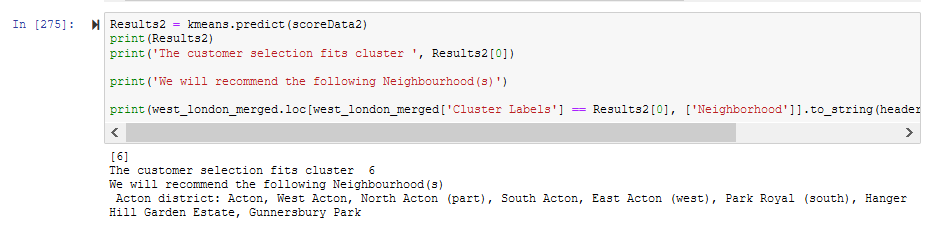 In [275]:
Results2 = kmeans.predict(scoreData2)
print(Results2)
print('The customer selection fits cluster ', Results2[0])
print('We will recommend the following Neighbourhood(s)')
print(west_london_merged.loc[west_london_merged['Cluster Labels'] == Results2[0], ['Neighborhood']].to_string(header
[6]
The customer selection fits cluster  6
We will recommend the following Neighbourhood(s)
Acton district: Acton, West Acton, North Acton (part), South Acton, East Acton (west), Park Royal (south), Hanger
Hill Garden Estate, Gunnersbury Park